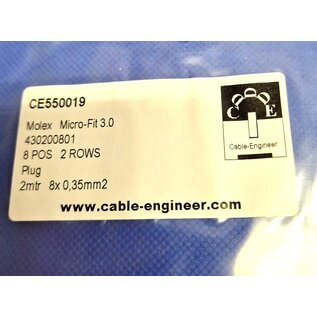 CE550019
Molex Micro-Fit 3.0
430200801
8 POS 2 ROWS
Plug
2mtr 8x 0,35mm2
CODE
Cable-Engineer
www.cable-engineer.com